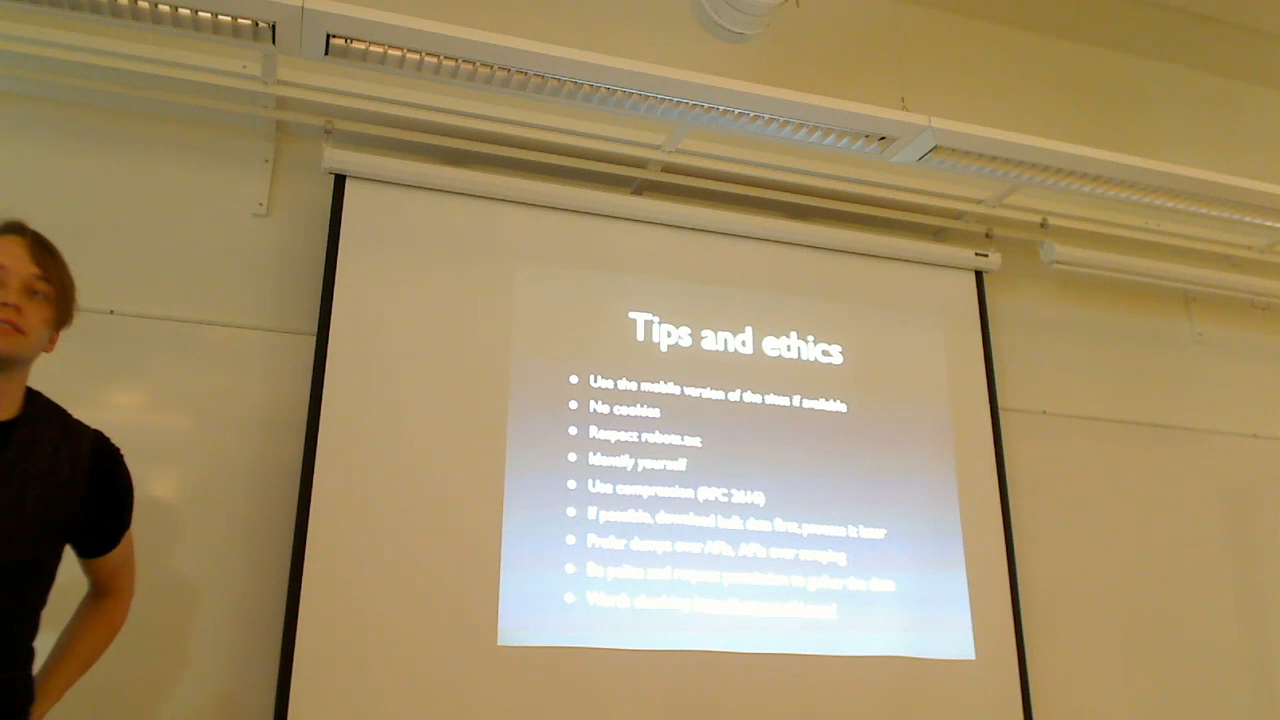 Tips and ethics
Use the mobile version of the sites if available
No cookies
Respect robots.txt
Identify yourself
Use compression (RFC 2616)
If possible, download bulk data first, process it later
Prefer dumps over APIs, APIs over scraping
Be polite and request permission to gather the data
Worth checking